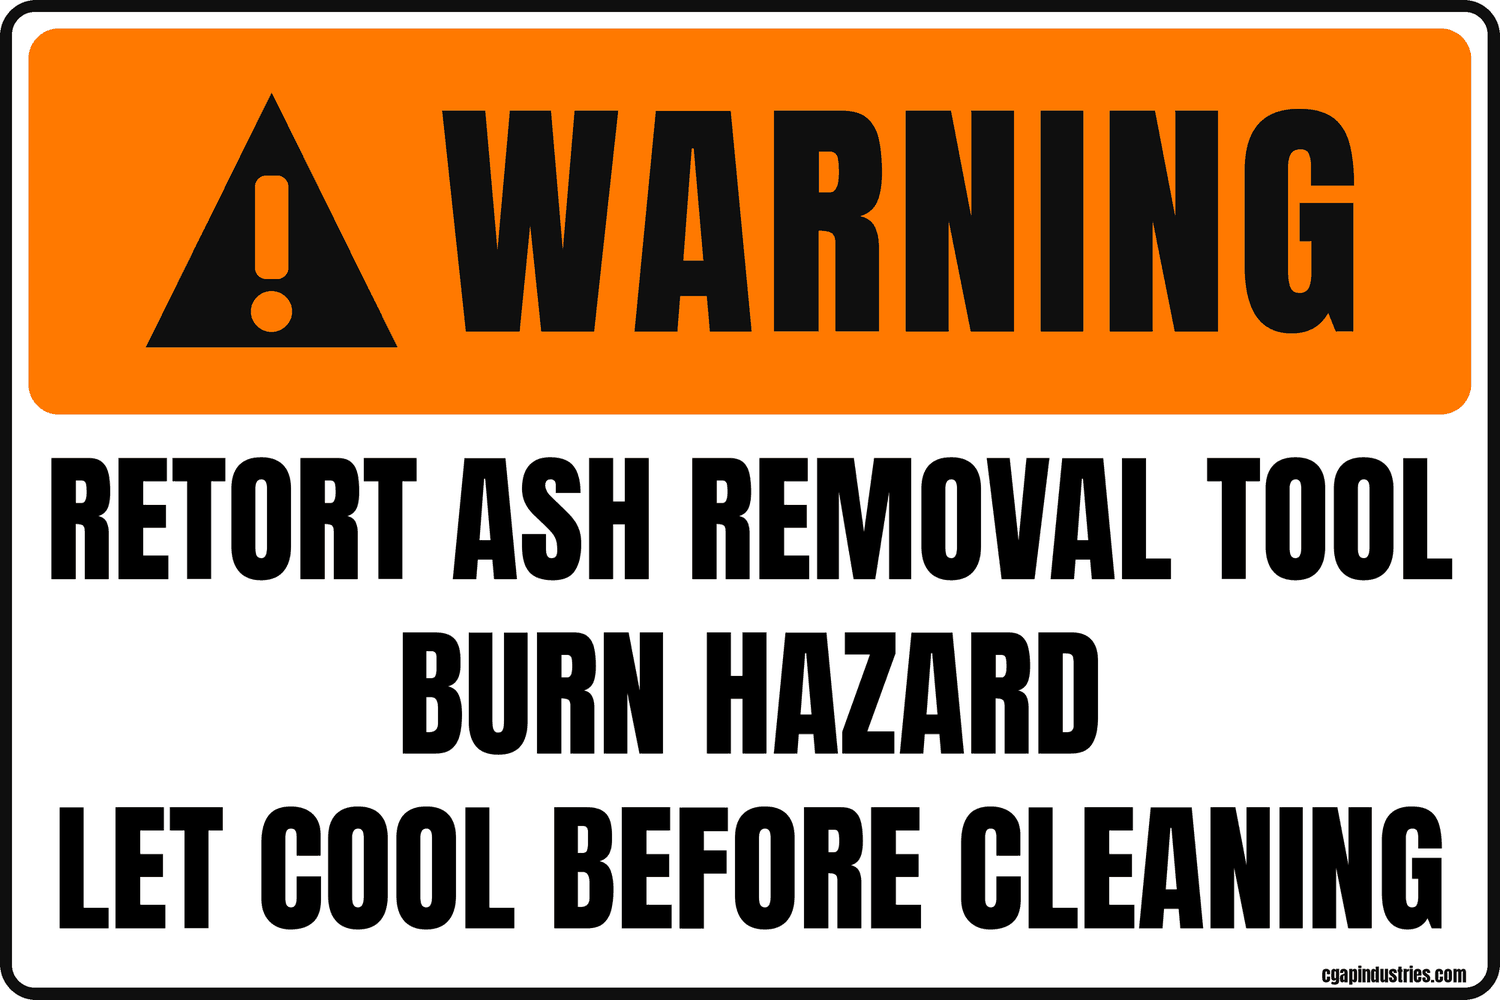 WARNING
RETORT ASH REMOVAL TOOL
BURN HAZARD
LET COOL BEFORE CLEANING
cgapindustries.com